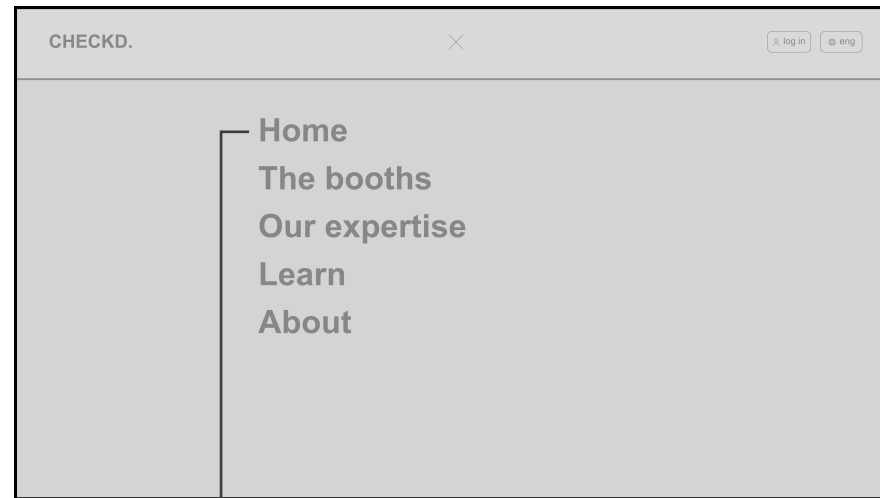 CHECKD.
log in
eng
Home
The booths
Our expertise
Learn
About